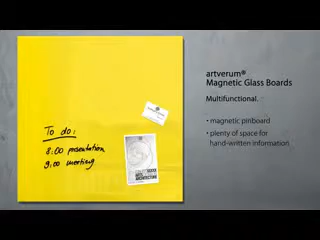 artverum®
Magnetic Glass Boards
Multifunctional.
• magnetic pinboard
• plenty of space for
hand-written information
To do:
8:00 presentation
9:00 meeting
ARCHITECTURE